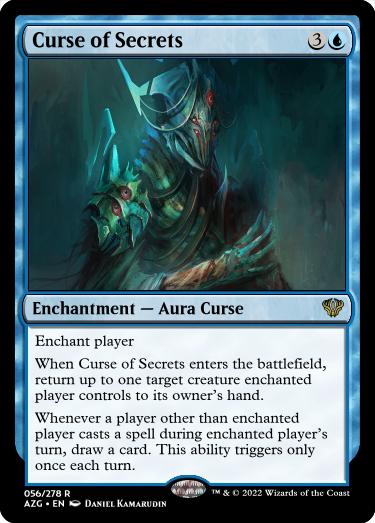 Curse of Secrets 3
Enchantment — Aura Curse
Enchant player
When Curse of Secrets enters the battlefield,
return up to one target creature enchanted
player controls to its owner's hand.
Whenever a player other than enchanted
player casts a spell during enchanted player's
turn, draw a card. This ability triggers only
once each turn.
056/278 R
™ & © 2022 Wizards of the Coast
AZG • EN Daniel Kamarudin